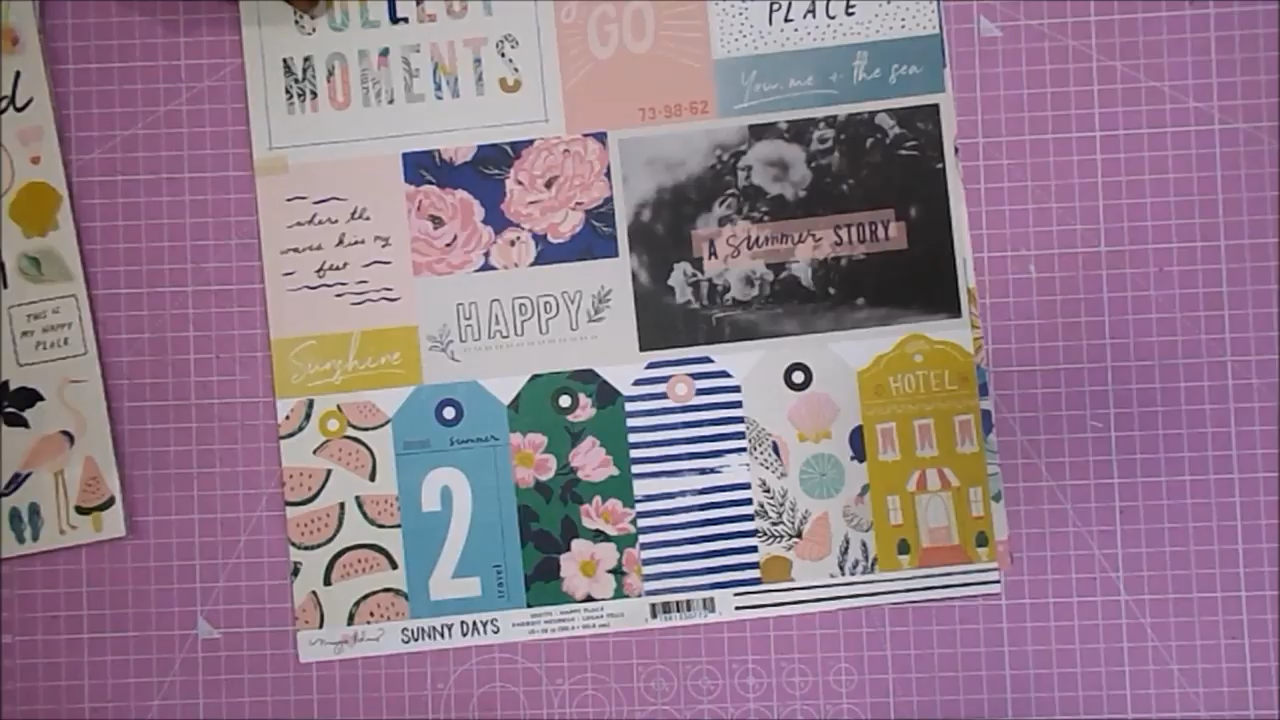 MOMENTS
GO
73-98-62
PLACE
You, me + the sea
d
where the
waves kiss my
feet
A Summer STORY
HAPPY
Sunshine
THIS IS
MY HAPPY
PLACE
HOTEL
summer
2
travel
SUNNY DAYS